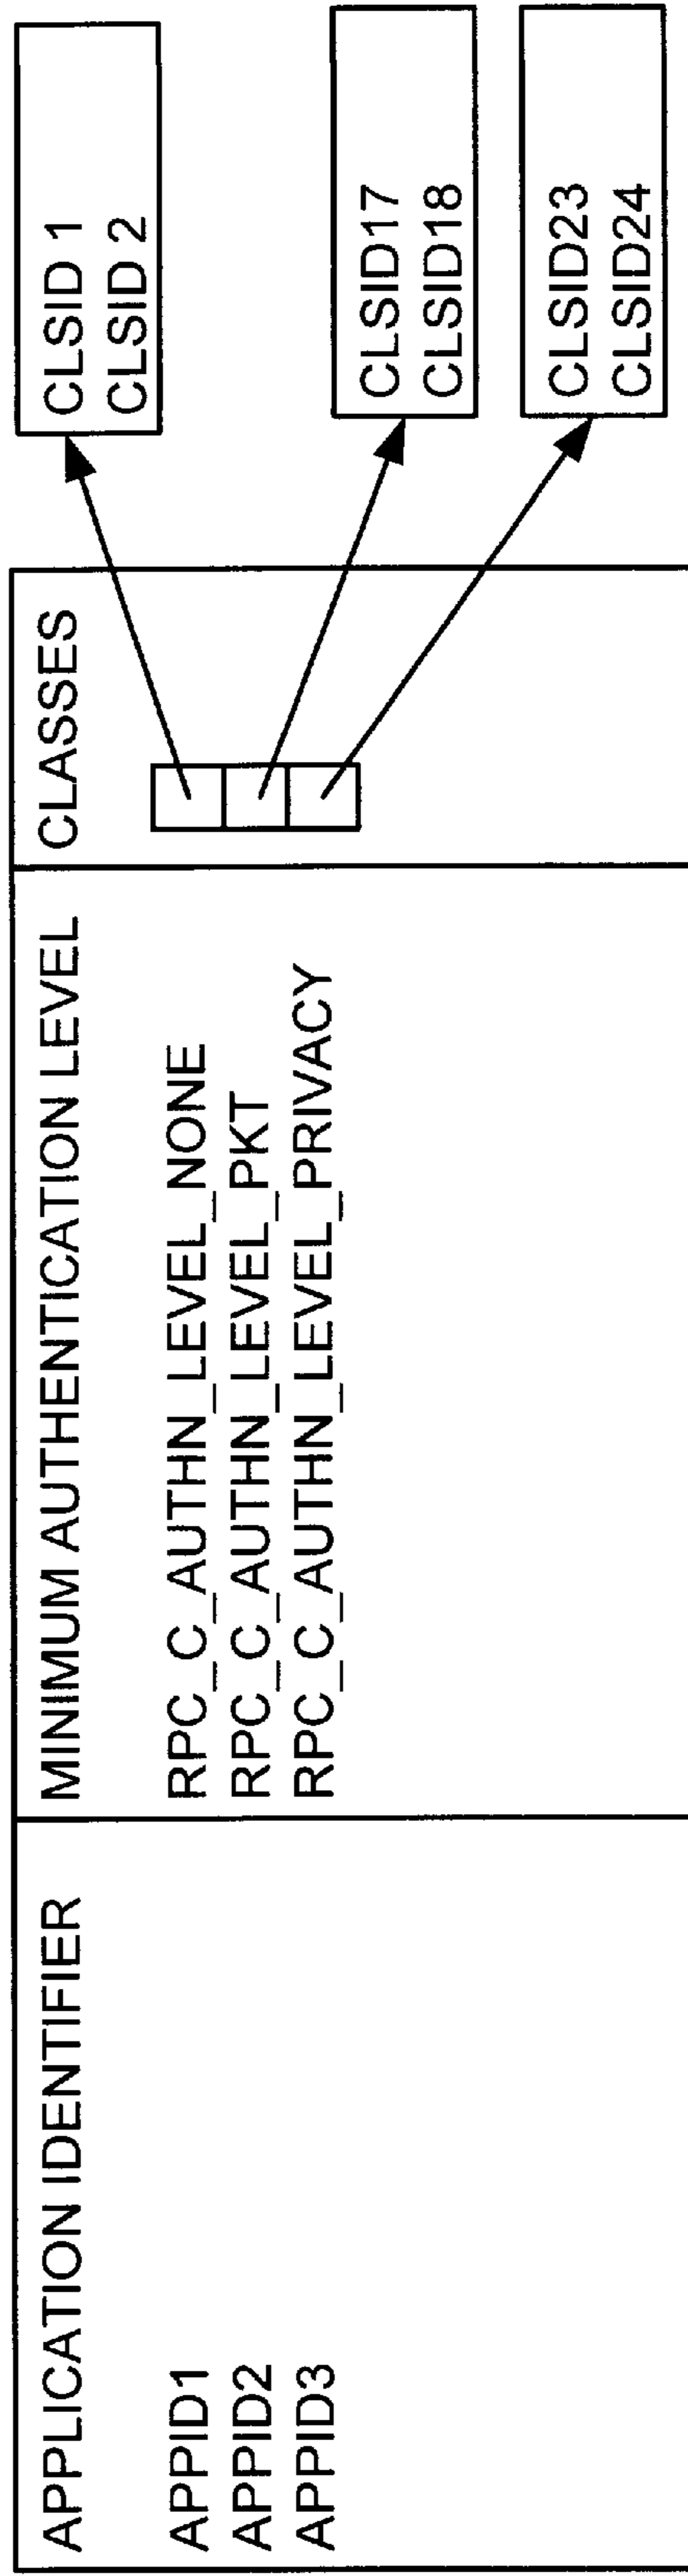 APPLICATION IDENTIFIER
MINIMUM AUTHENTICATION LEVEL
CLASSES
APPID1
APPID2
APPID3
RPC_C_AUTHN_LEVEL_NONE
RPC_C_AUTHN_LEVEL_PKT
RPC_C_AUTHN_LEVEL_PRIVACY
CLSID 1
CLSID 2
CLSID17
CLSID18
CLSID23
CLSID24